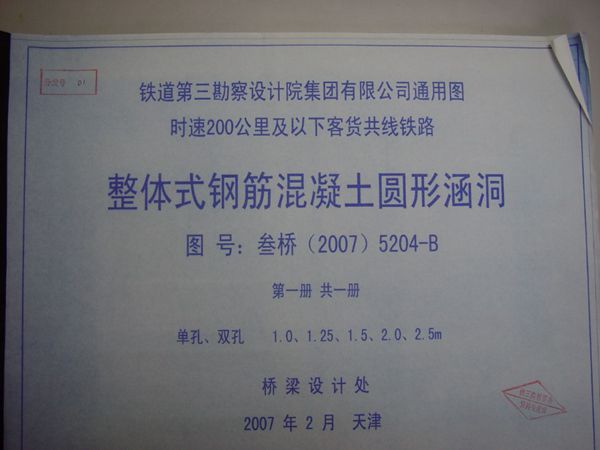 铁道第三勘察设计院集团有限公司通用图
时速200公里及以下客货共线铁路
整体式钢筋混凝土圆形涵洞
图 号：叁桥（2007）5204-B
第一册 共一册
单孔、双孔 1.0、1.25、1.5、2.0、2.5m
桥梁设计处
2007 年 2 月 天津